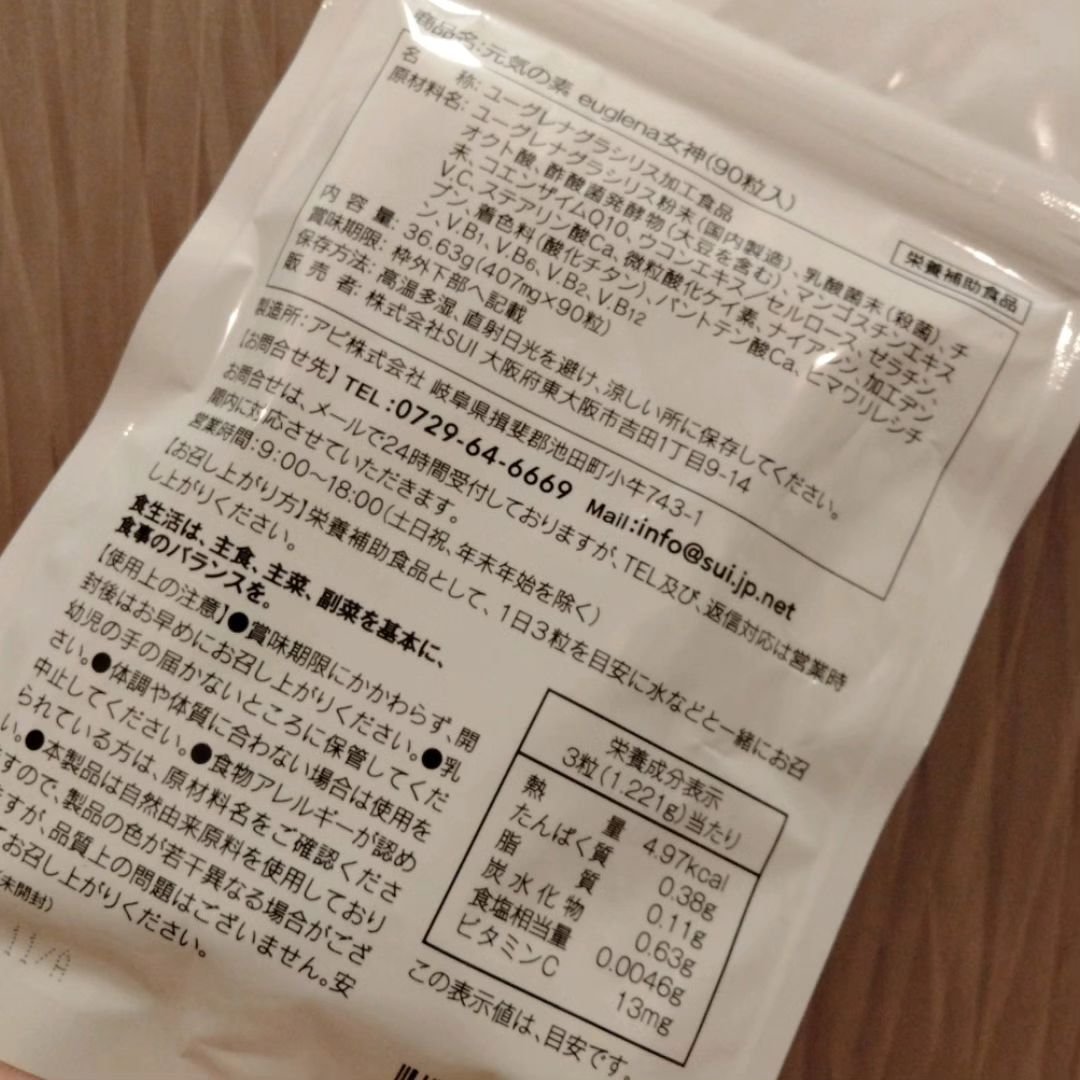 商品名:元気の素 euglena女神(90粒入)
栄養補助食品
名 称:ユーグレナグラシリス加工食品
原材料名:ユーグレナグラシリス粉末(国内製造)、乳酸菌末(殺菌)、チ
オクト酸、酢酸菌発酵物(大豆を含む)、マンゴスチンエキス
末、コエンザイムQ10、ウコンエキス/セルロース、ゼラチン、
V.C、ステアリン酸Ca、微粒酸化ケイ素、ナイアシン、加工デン
プン、着色料(酸化チタン)、パントテン酸Ca、ヒマワリレシチ
ン、V.B1、V.B6、V.B2、V.B12
内 容 量:36.63g(407mg×90粒)
賞味期限:枠外下部へ記載
保存方法:高温多湿、直射日光を避け、涼しい所に保存してください。
販 売 者:株式会社SUI 大阪府東大阪市吉田1丁目9-14
製造所:アピ株式会社 岐阜県揖斐郡池田町小牛743-1
【お問合せ先】TEL:0729-64-6669 Mail:info@sui.jp.net
お問合せは、メールで24時間受付しておりますが、TEL及び、返信対応は営業時
間内に対応させていただきます。
営業時間:9:00〜18:00(土日祝、年末年始を除く)
【お召し上がり方】栄養補助食品として、1日3粒を目安に水などと一緒にお召
し上がりください。
食生活は、主食、主菜、副菜を基本に、
食事のバランスを。
【使用上の注意】●賞味期限にかかわらず、開
封後はお早めにお召し上がりください。●乳
幼児の手の届かないところに保管してくだ
さい。●体調や体質に合わない場合は使用を
中止してください。●食物アレルギーが認め
られている方は、原材料名をご確認くださ
い。●本製品は自然由来原料を使用しており
すので、製品の色が若干異なる場合がござ
ますが、品質上の問題はございません。安
てお召し上がりください。
(未開封)
11/A
栄養成分表示
3粒(1.221g)当たり
熱 量 4.97kcal
たんぱく質 0.38g
脂 質 0.11g
炭水化物 0.63g
食塩相当量 0.0046g
ビタミンC 13mg
この表示値は、目安です。